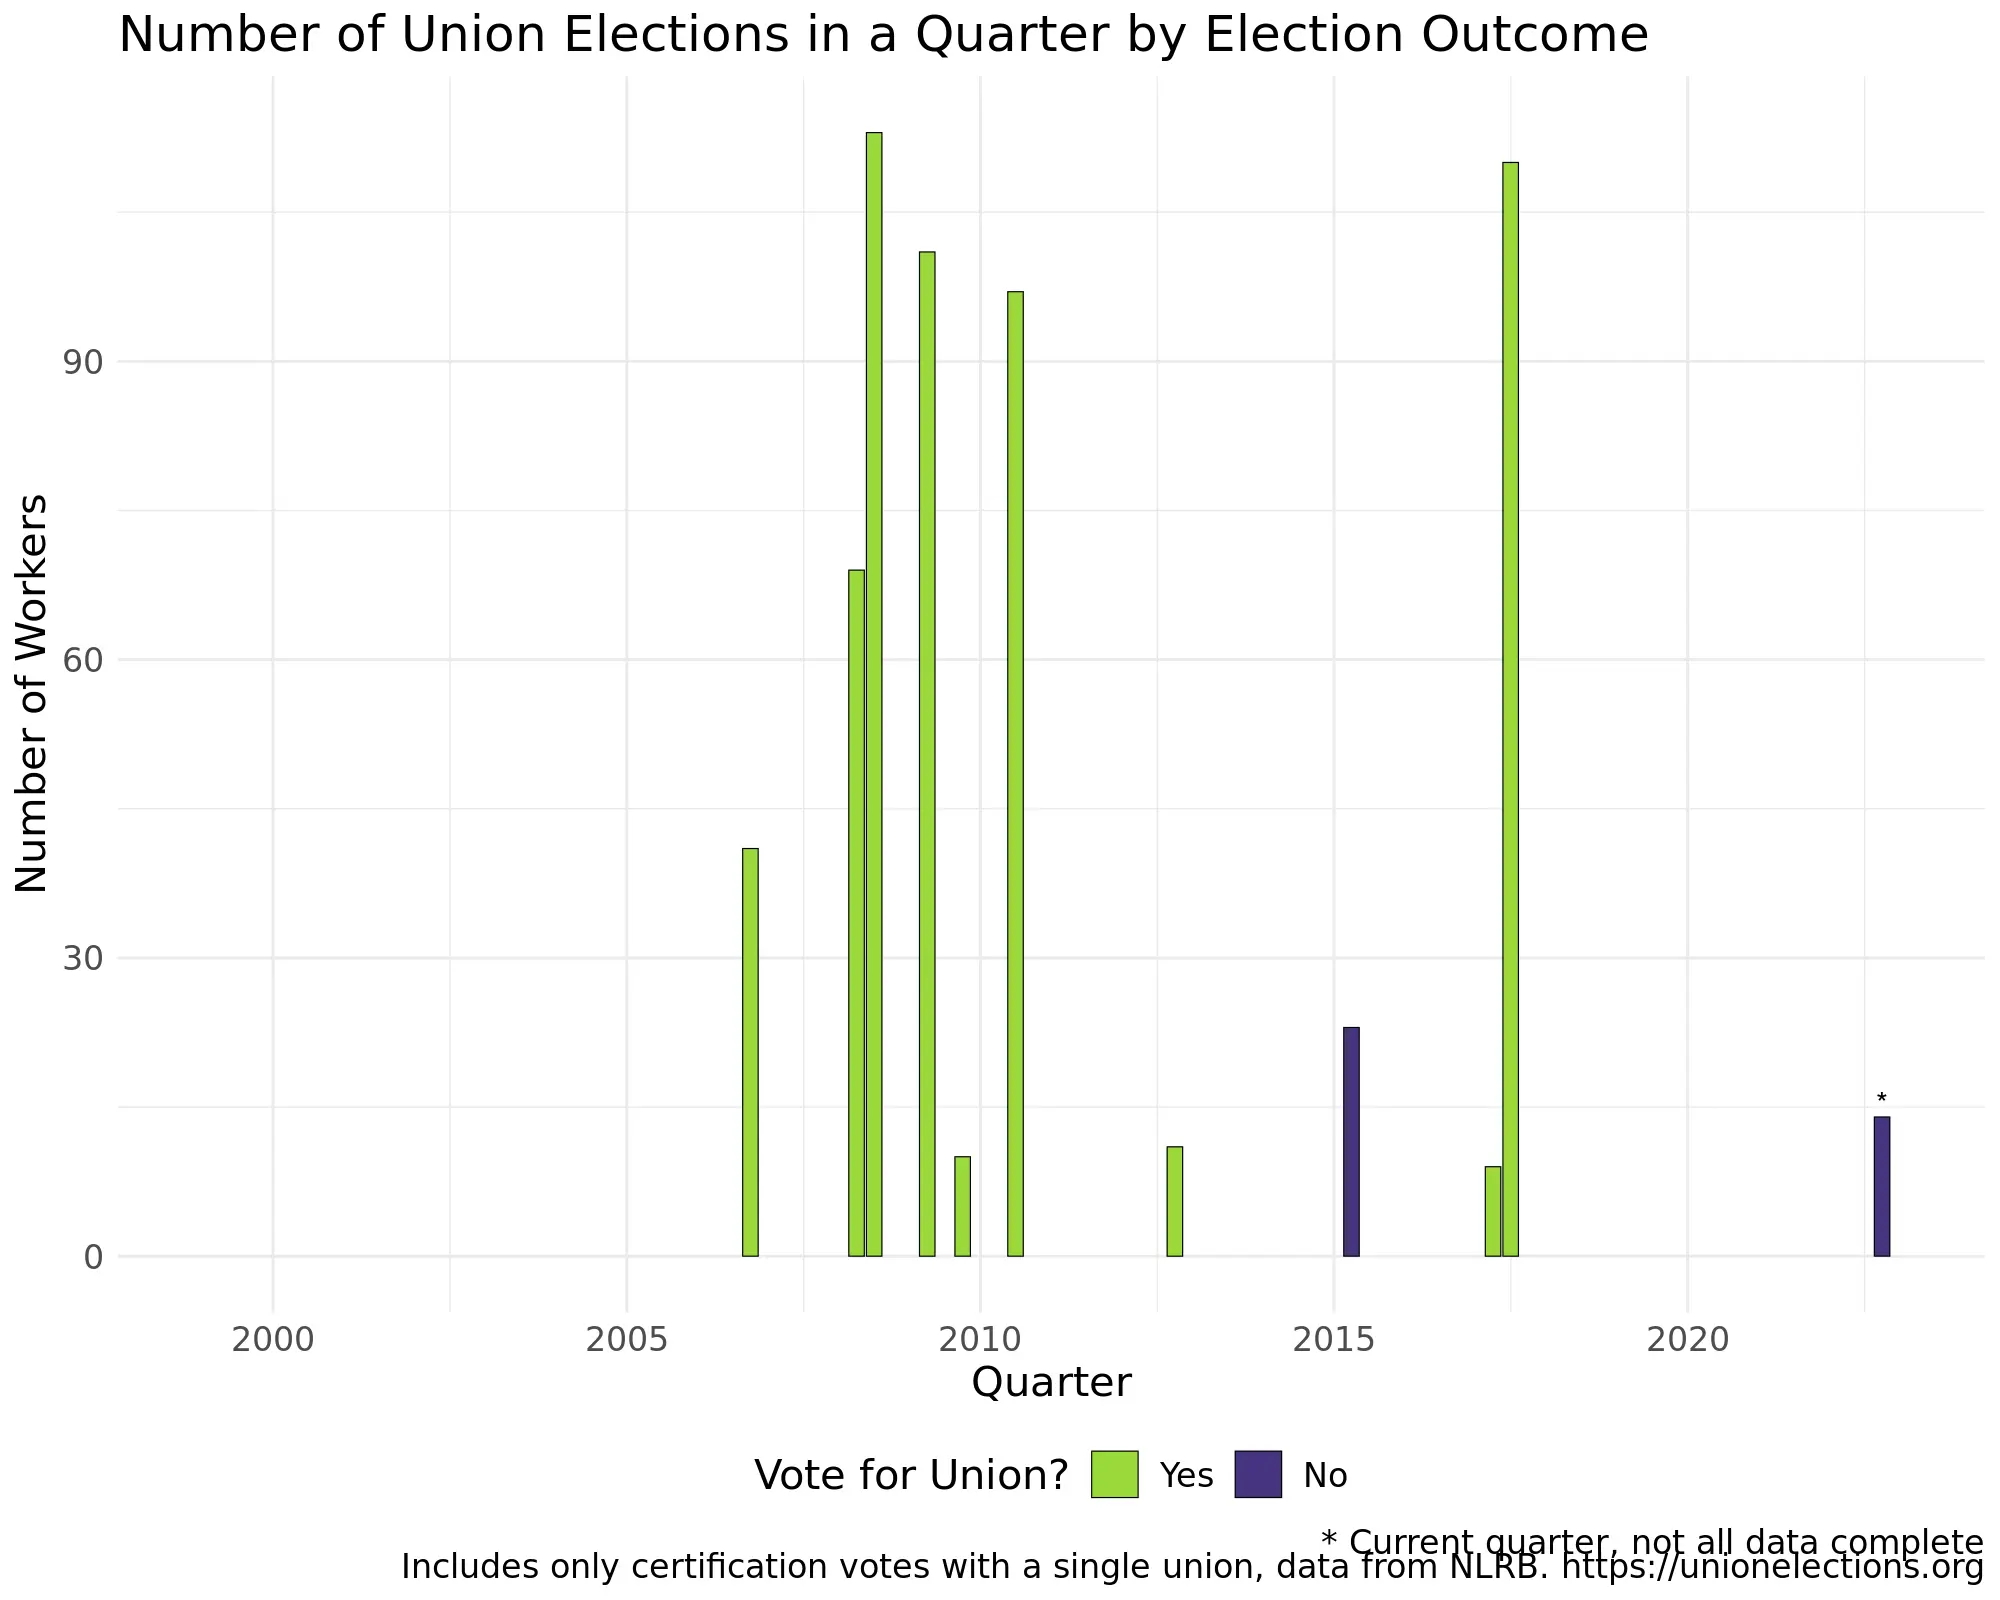 Number of Union Elections in a Quarter by Election Outcome
Number of Workers
90
60
30
0
*
2000 2005 2010 2015 2020
Quarter
Vote for Union? Yes No
* Current quarter, not all data complete
Includes only certification votes with a single union, data from NLRB. https://unionelections.org